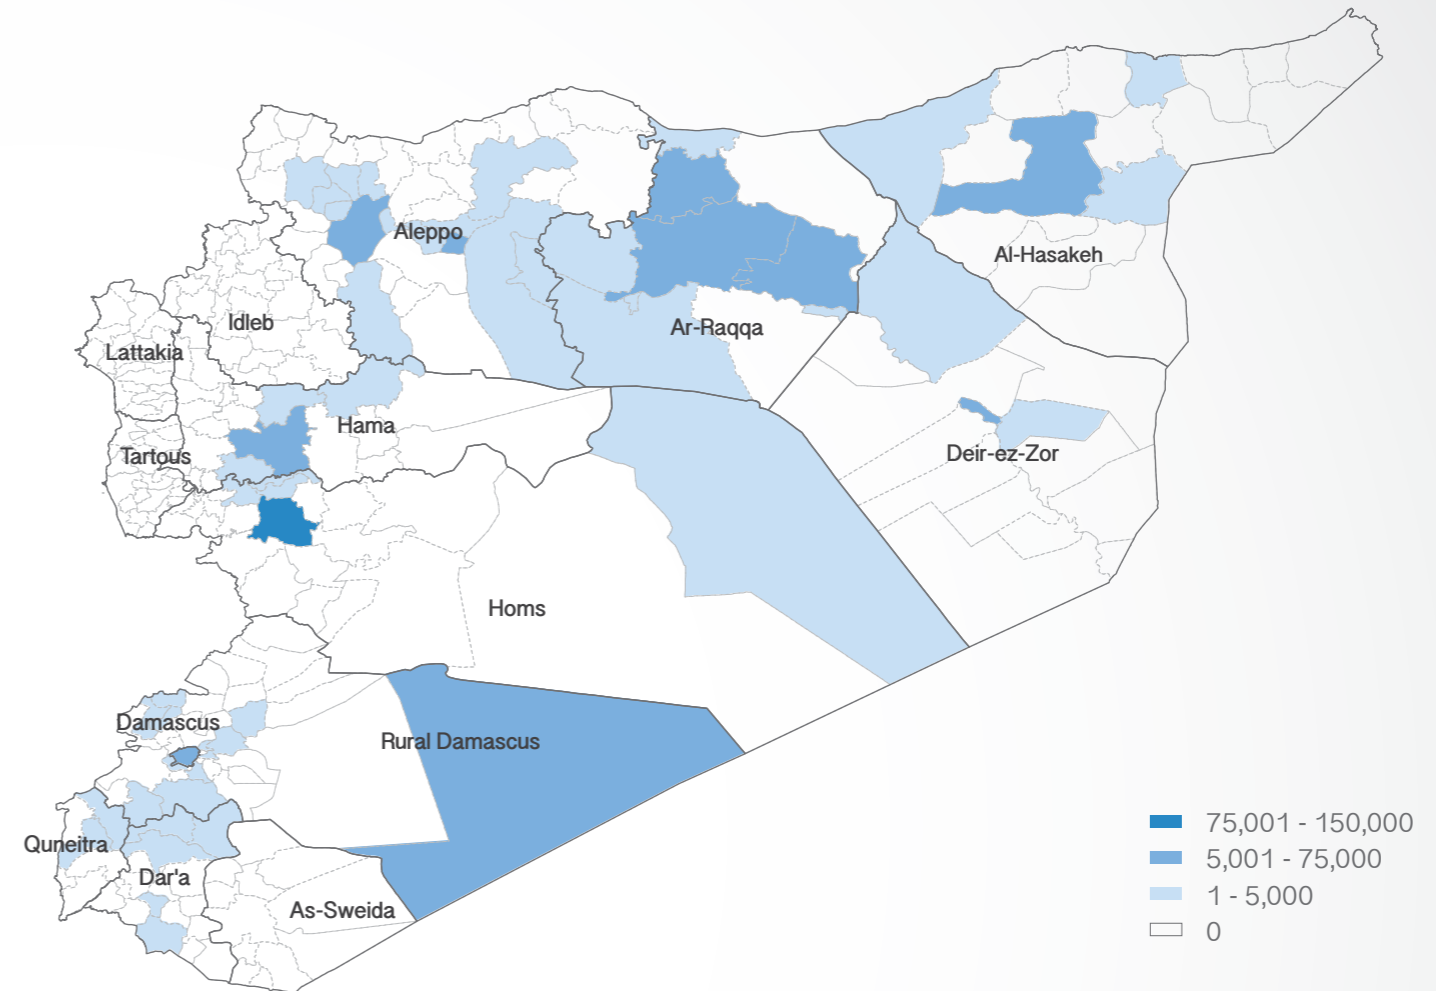 Aleppo
Al-Hasakeh
Idleb
Ar-Raqqa
Lattakia
Hama
Tartous
Deir-ez-Zor
Homs
Damascus
Rural Damascus
Quneitra
Dar'a
As-Sweida
75,001 - 150,000
5,001 - 75,000
1 - 5,000
0